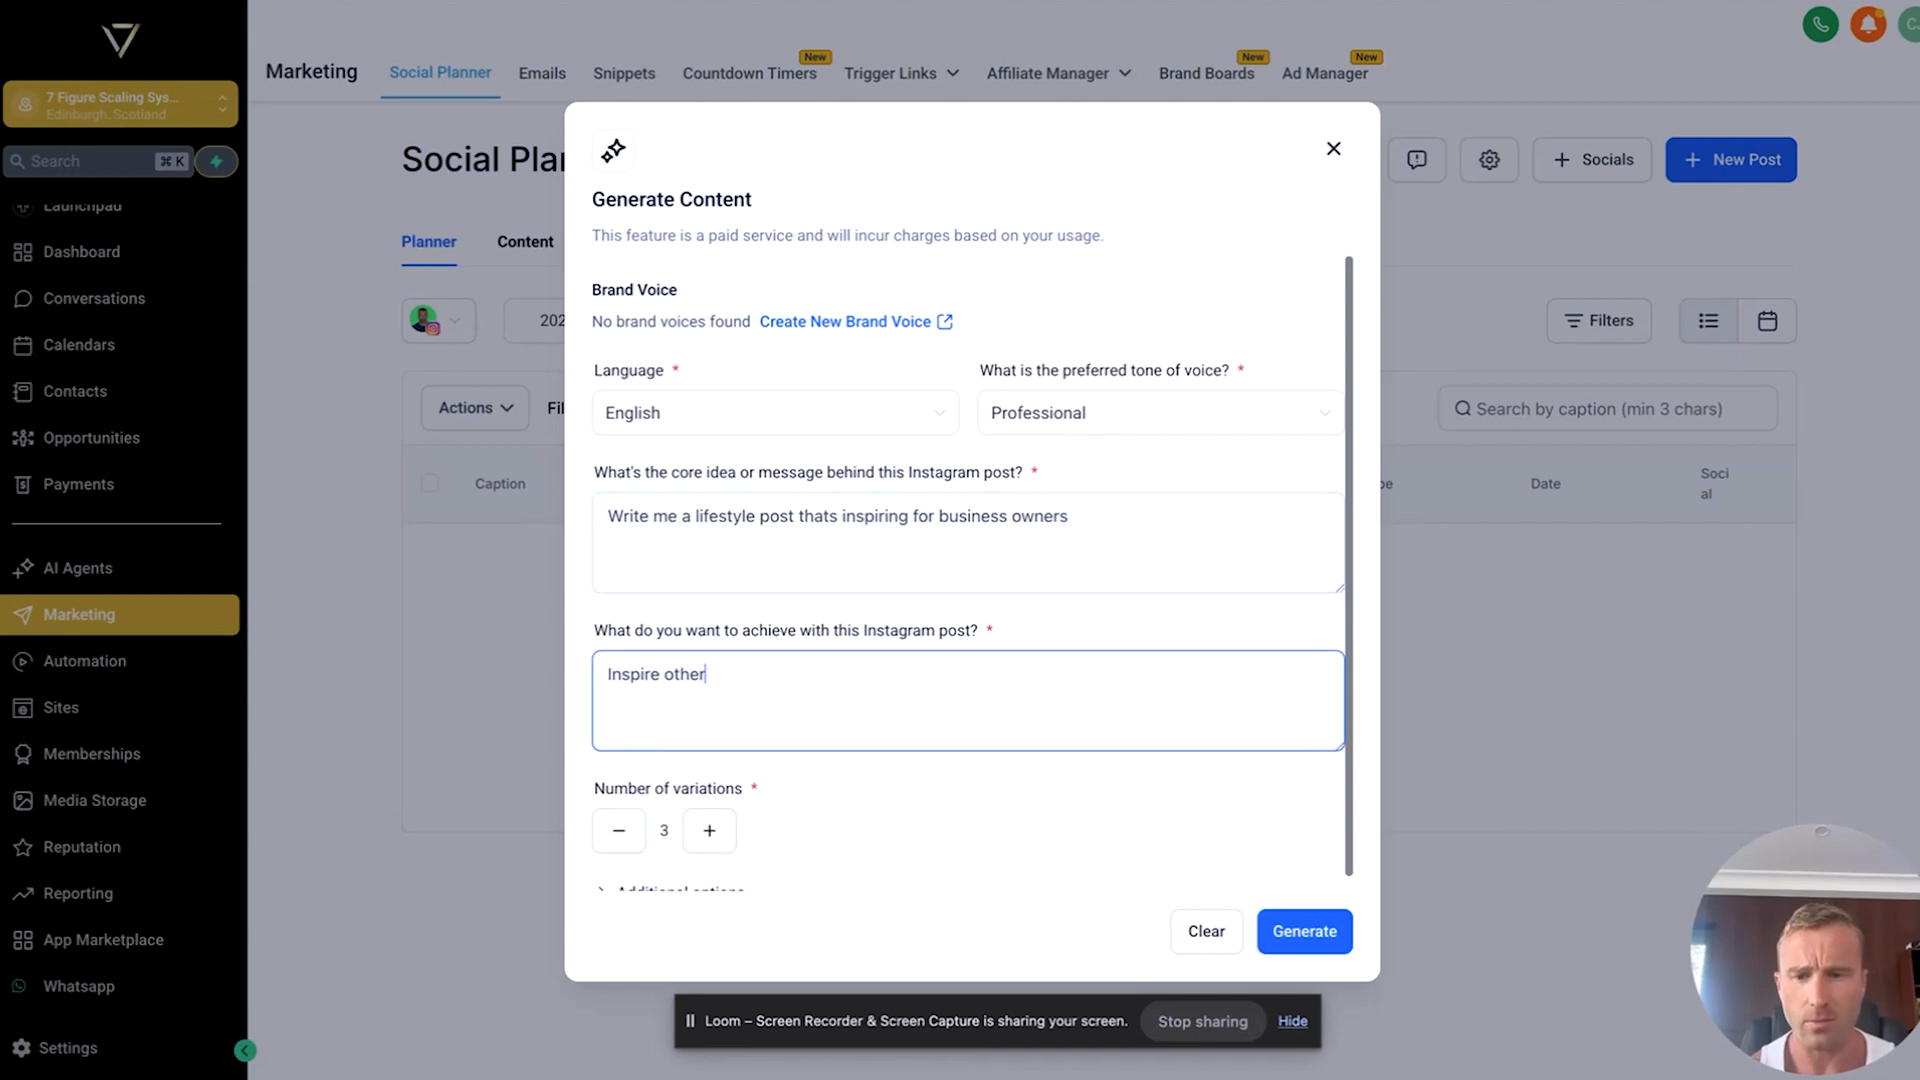 7 Figure Scaling Sys...
Edinburgh, Scotland
Search
⌘ K
Launchpad
Dashboard
Conversations
Calendars
Contacts
Opportunities
Payments
AI Agents
Marketing
Automation
Sites
Memberships
Media Storage
Reputation
Reporting
App Marketplace
Whatsapp
Settings
Marketing
Social Planner
Emails
Snippets
Countdown Timers
New
Trigger Links
Affiliate Manager
Brand Boards
New
Ad Manager
New
Social Plan
+ Socials
+ New Post
Planner
Content
202
Filters
Actions
Fil
Search by caption (min 3 chars)
Caption
pe
Date
Soci
al
Generate Content
This feature is a paid service and will incur charges based on your usage.
Brand Voice
No brand voices found Create New Brand Voice
Language *
English
What is the preferred tone of voice? *
Professional
What's the core idea or message behind this Instagram post? *
Write me a lifestyle post thats inspiring for business owners
What do you want to achieve with this Instagram post? *
Inspire other
Number of variations *
− 3 +
Additional options
Clear
Generate
Loom – Screen Recorder & Screen Capture is sharing your screen.
Stop sharing
Hide